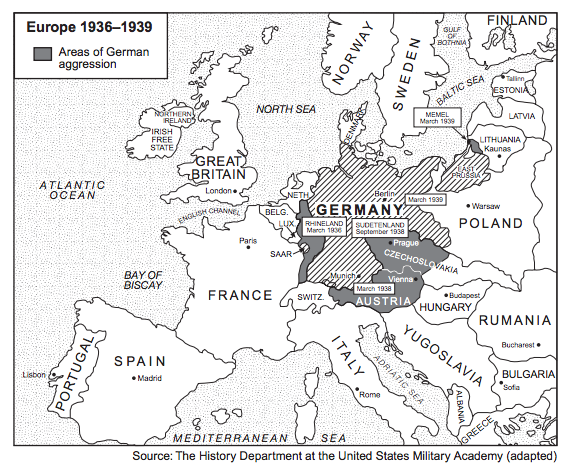 Europe 1936–1939
Areas of German
aggression
FINLAND
GULF
OF
BOTHNIA
NORWAY
SWEDEN
Tallinn
ESTONIA
BALTIC SEA
LATVIA
MEMEL
March 1939
LITHUANIA
Kaunas
EAST
PRUSSIA
NORTH SEA
DENMARK
NORTHERN
IRELAND
IRISH
FREE
STATE
GREAT
BRITAIN
London
ATLANTIC
OCEAN
ENGLISH CHANNEL
NETH.
BELG.
LUX.
Berlin
GERMANY
March 1939
Warsaw
POLAND
RHINELAND
March 1936
SUDETENLAND
September 1938
Prague
CZECHOSLOVAKIA
SAAR
Paris
BAY OF
BISCAY
FRANCE
Munich
March 1938
Vienna
AUSTRIA
SWITZ.
Budapest
HUNGARY
RUMANIA
Bucharest
YUGOSLAVIA
ITALY
ADRIATIC SEA
Rome
BULGARIA
Sofia
ALBANIA
GREECE
PORTUGAL
Lisbon
SPAIN
Madrid
MEDITERRANEAN SEA
Source: The History Department at the United States Military Academy (adapted)